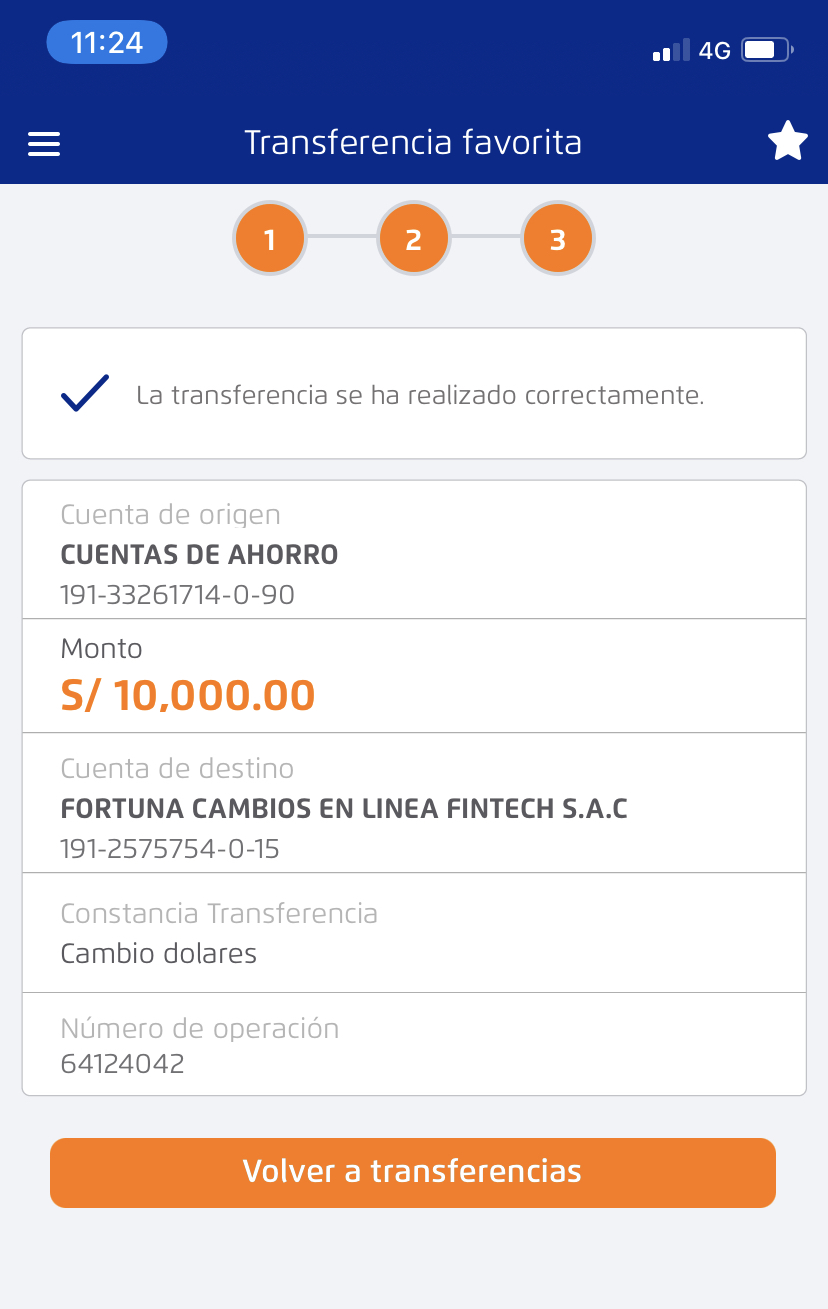 11:24
4G
Transferencia favorita
1 2 3
La transferencia se ha realizado correctamente.
Cuenta de origen
CUENTAS DE AHORRO
191-33261714-0-90
Monto
S/ 10,000.00
Cuenta de destino
FORTUNA CAMBIOS EN LINEA FINTECH S.A.C
191-2575754-0-15
Constancia Transferencia
Cambio dolares
Número de operación
64124042
Volver a transferencias